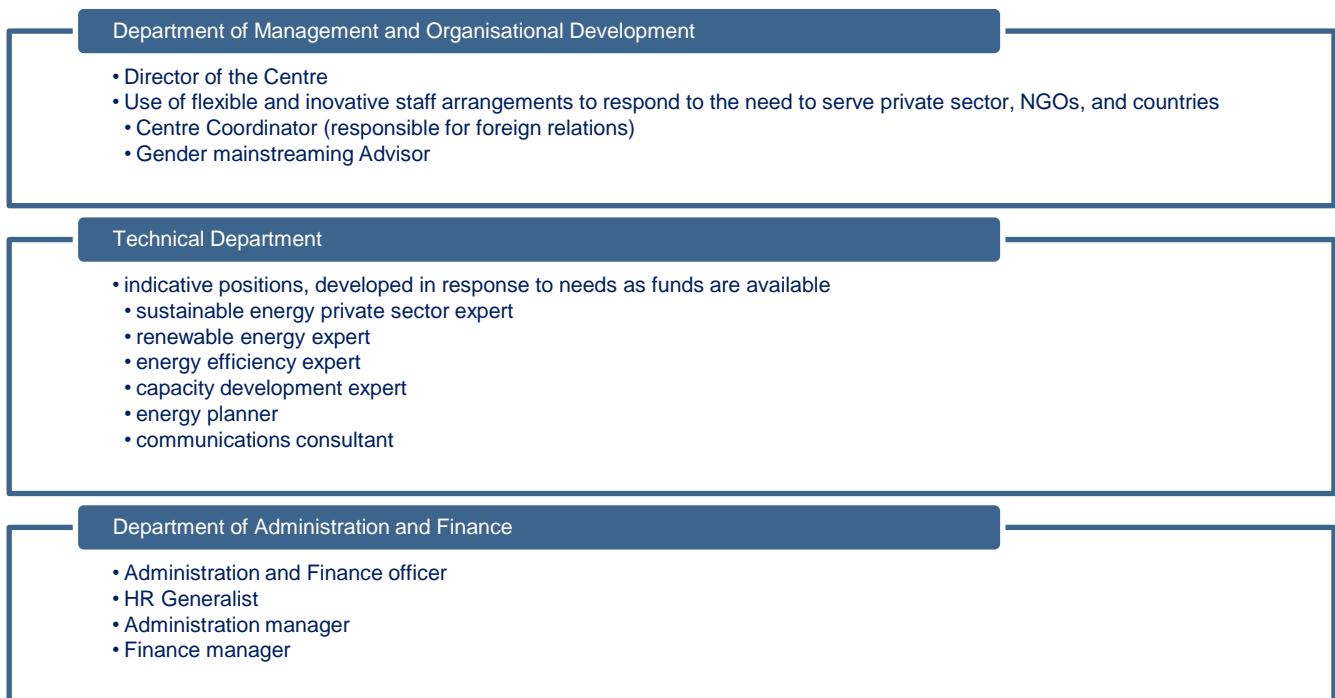 Department of Management and Organisational Development
• Director of the Centre
• Use of flexible and inovative staff arrangements to respond to the need to serve private sector, NGOs, and countries
• Centre Coordinator (responsible for foreign relations)
• Gender mainstreaming Advisor
Technical Department
• indicative positions, developed in response to needs as funds are available
• sustainable energy private sector expert
• renewable energy expert
• energy efficiency expert
• capacity development expert
• energy planner
• communications consultant
Department of Administration and Finance
• Administration and Finance officer
• HR Generalist
• Administration manager
• Finance manager